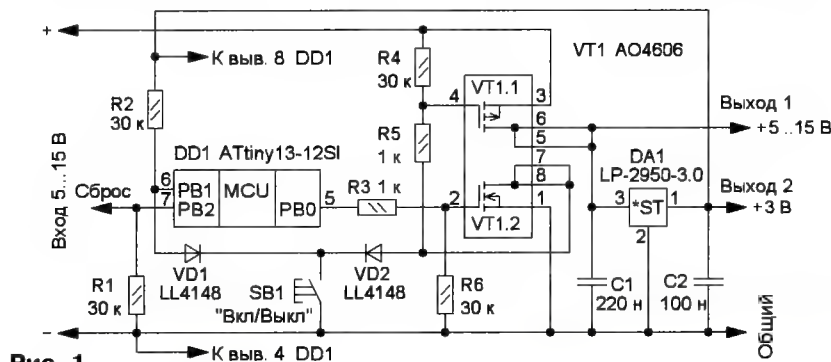 +
К выв. 8 DD1
R4
30 к
VT1 AO4606
R2
30 к
VT1.1
4
3
6
5
7
8
1
2
VT1.2
R5
1 к
Выход 1
+5 ..15 В
DA1
LP-2950-3.0
3
*ST
1
2
Выход 2
+3 В
Вход 5...15 В
DD1 ATtiny13-12SI
Сброс
6
7
PB1
PB2
MCU
PB0
5
R3 1 к
VD1
LL4148
VD2
LL4148
R1
30 к
SB1
"Вкл/Выкл"
R6
30 к
C1
220 н
C2
100 н
Общий
−
К выв. 4 DD1
Рис. 1